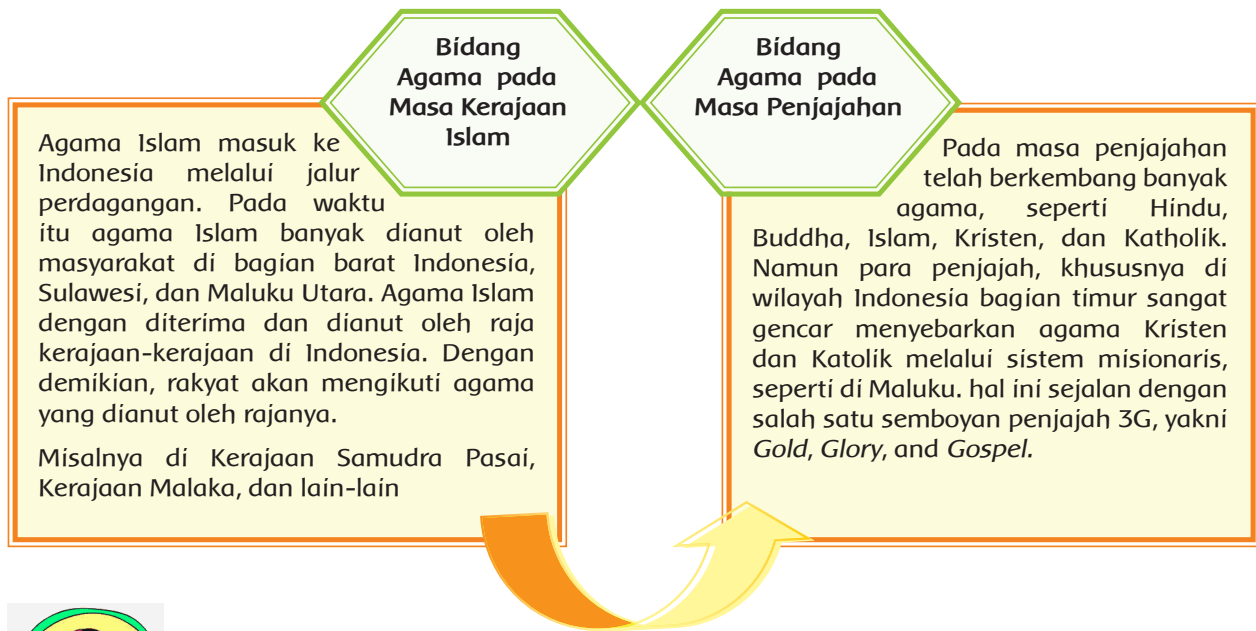 Bidang
Agama pada
Masa Kerajaan
Islam
Agama Islam masuk ke
Indonesia melalui jalur
perdagangan. Pada waktu
itu agama Islam banyak dianut oleh
masyarakat di bagian barat Indonesia,
Sulawesi, dan Maluku Utara. Agama Islam
dengan diterima dan dianut oleh raja
kerajaan-kerajaan di Indonesia. Dengan
demikian, rakyat akan mengikuti agama
yang dianut oleh rajanya.
Misalnya di Kerajaan Samudra Pasai,
Kerajaan Malaka, dan lain-lain
Bidang
Agama pada
Masa Penjajahan
Pada masa penjajahan
telah berkembang banyak
agama, seperti Hindu,
Buddha, Islam, Kristen, dan Katholik.
Namun para penjajah, khususnya di
wilayah Indonesia bagian timur sangat
gencar menyebarkan agama Kristen
dan Katolik melalui sistem misionaris,
seperti di Maluku. hal ini sejalan dengan
salah satu semboyan penjajah 3G, yakni
Gold, Glory, and Gospel.